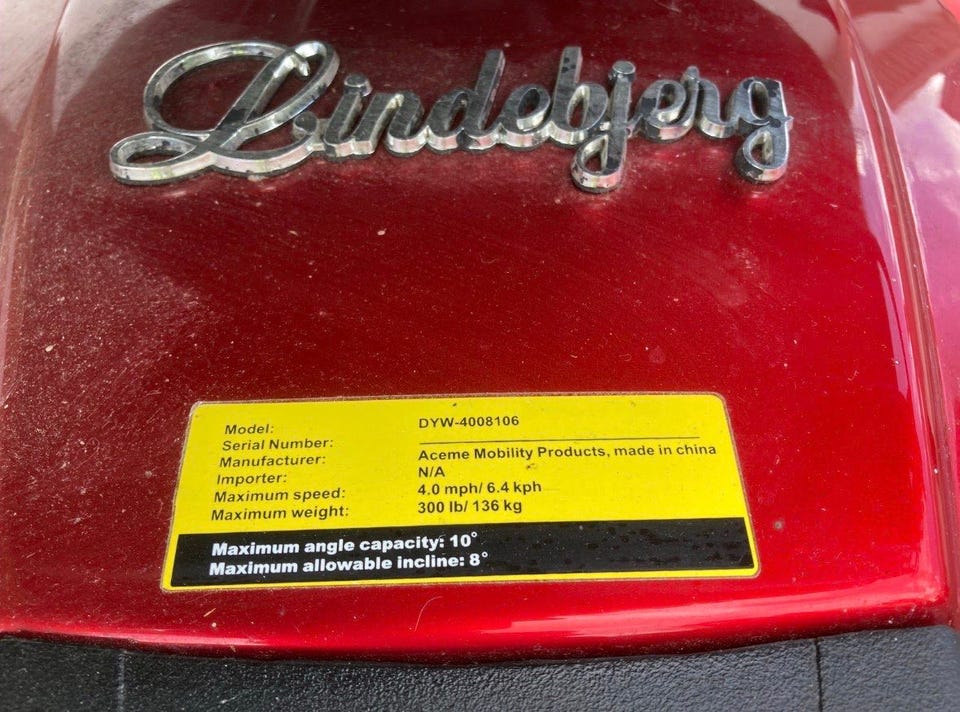 Lindebjerg
Model: DYW-4008106
Serial Number:
Manufacturer: Aceme Mobility Products, made in china
Importer: N/A
Maximum speed: 4.0 mph/ 6.4 kph
Maximum weight: 300 lb/ 136 kg
Maximum angle capacity: 10°
Maximum allowable incline: 8°